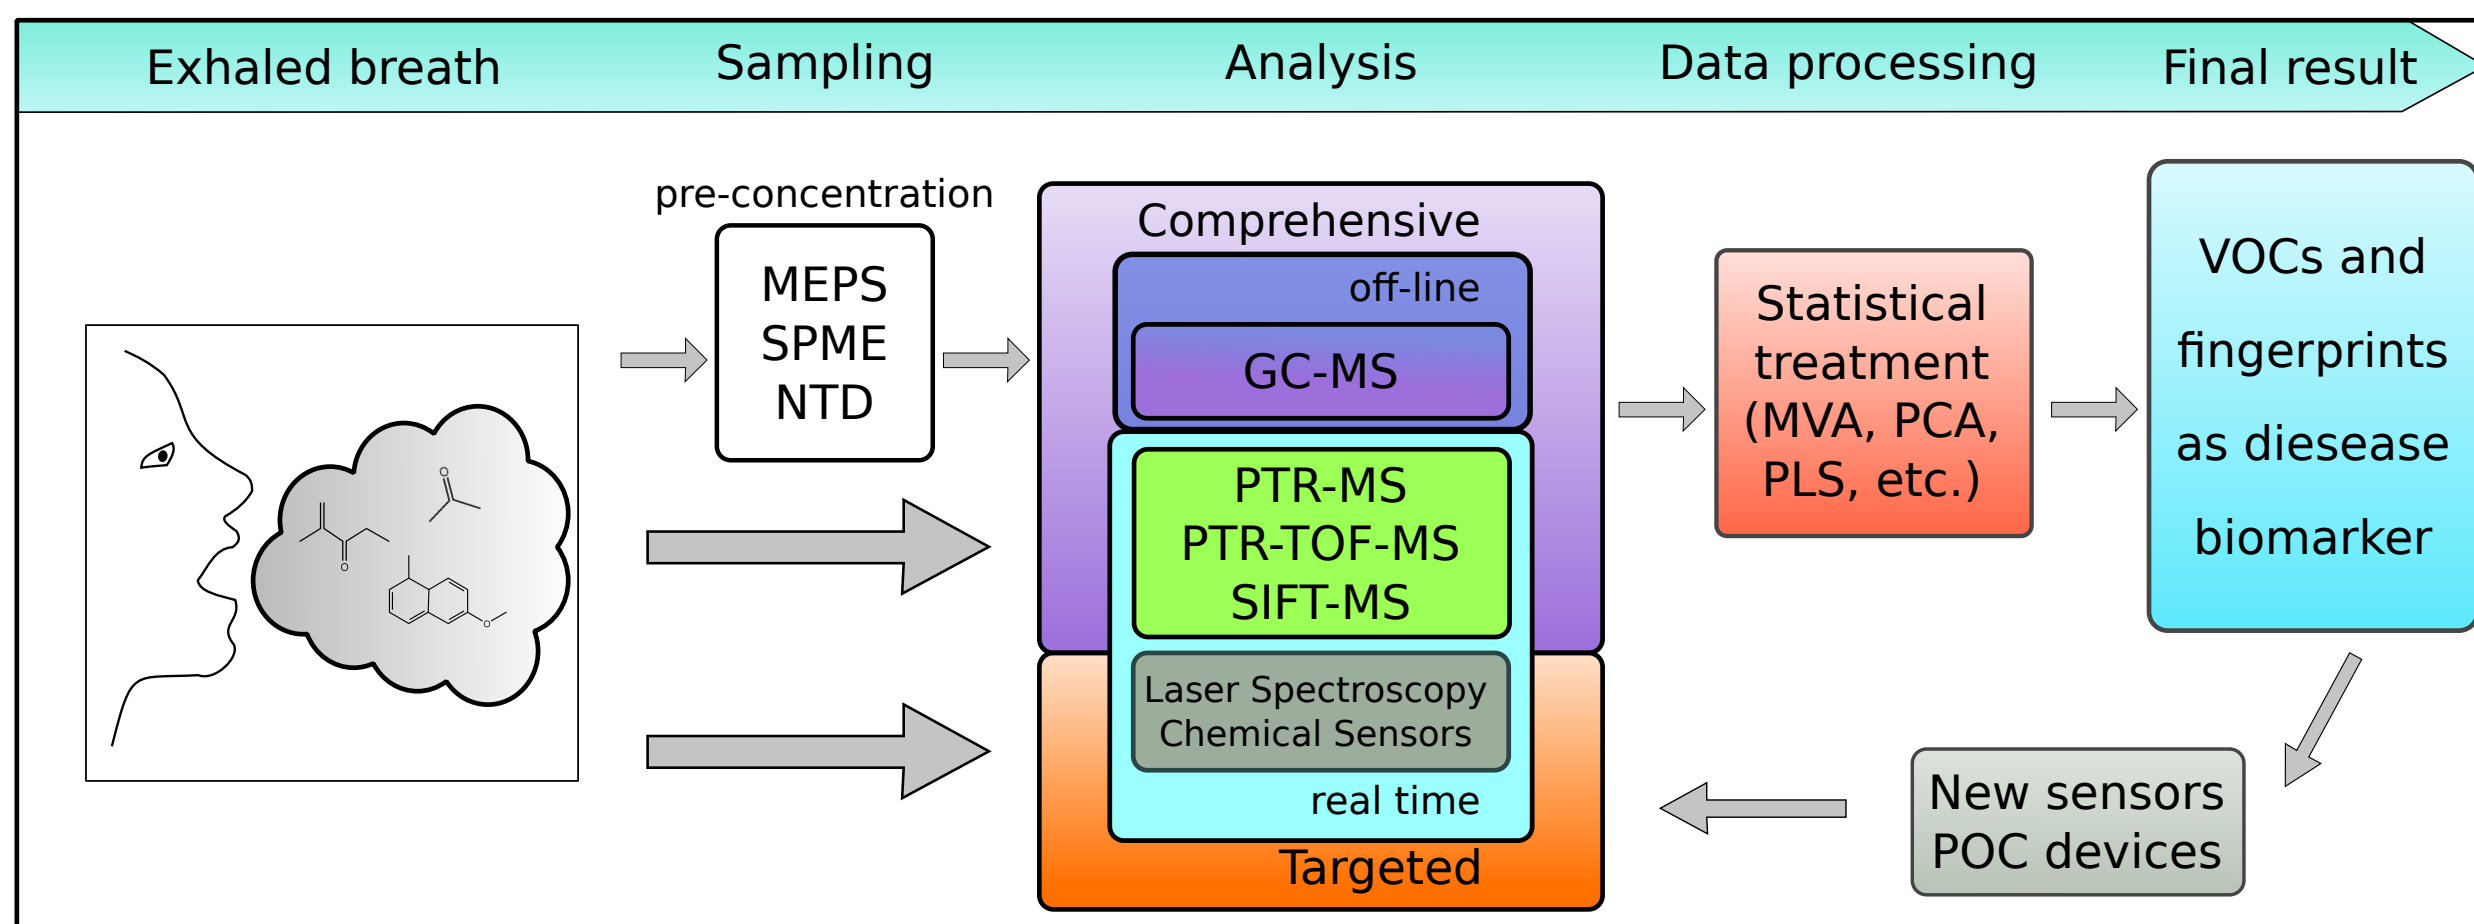 Exhaled breath
Sampling
Analysis
Data processing
Final result
pre-concentration
MEPS
SPME
NTD
Comprehensive
off-line
GC-MS
PTR-MS
PTR-TOF-MS
SIFT-MS
Laser Spectroscopy
Chemical Sensors
real time
Targeted
Statistical
treatment
(MVA, PCA,
PLS, etc.)
VOCs and
fingerprints
as diesease
biomarker
New sensors
POC devices
O
O
O